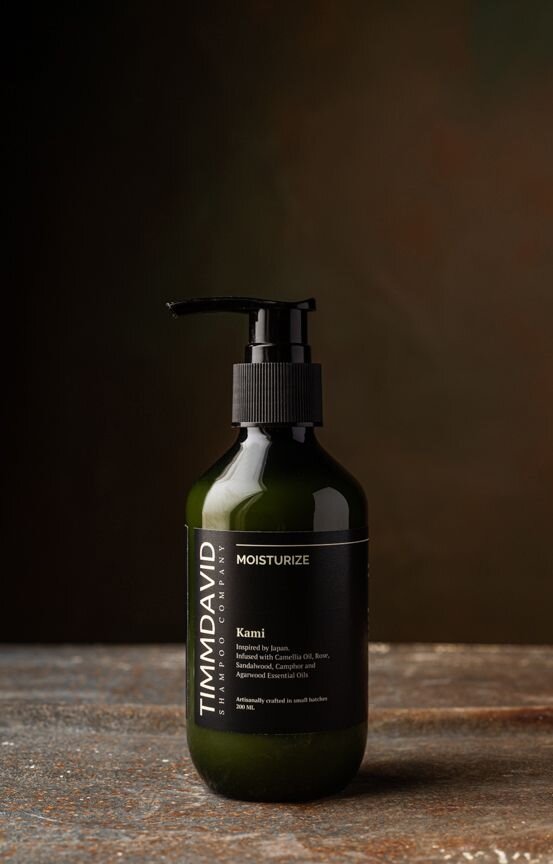 TIMMDAVID
SHAMPOO COMPANY
MOISTURIZE
Kami
Inspired by Japan.
Infused with Camellia Oil, Rose,
Sandalwood, Camphor and
Agarwood Essential Oils
Artisanally crafted in small batches
200 ML